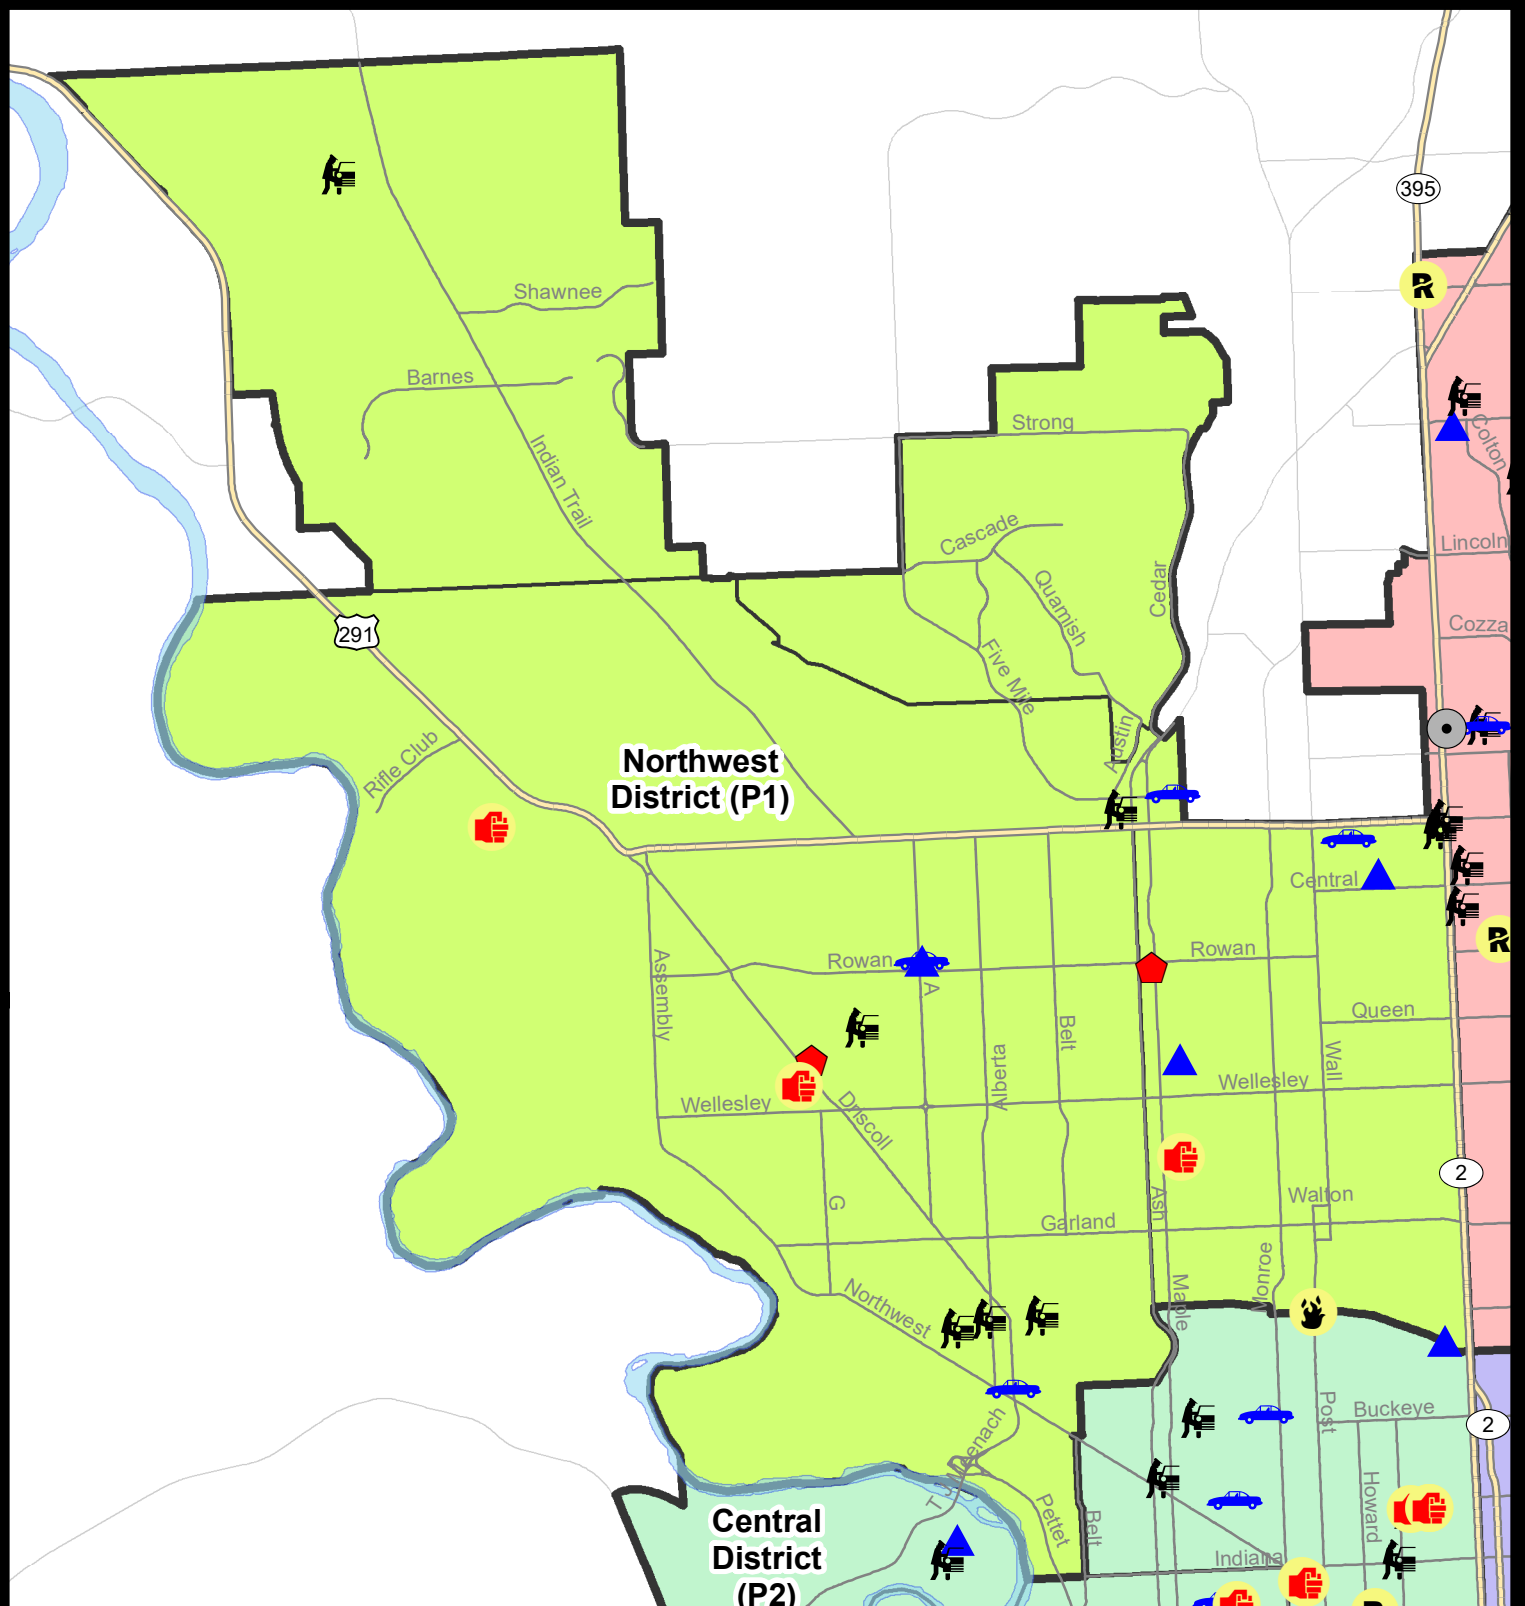 395
Shawnee
Barnes
Strong
Colton
Indian Trail
Cascade
Lincoln
Quamish
Cedar
Cozza
291
Five Mile
Austin
Rifle Club
Northwest
District (P1)
Central
R
Rowan
Rowan
R
Assembly
A
Queen
Belt
Wall
Alberta
Wellesley
Wellesley
Driscoll
2
Walton
Ash
G
Garland
Monroe
Maple
Northwest
Post
Buckeye
2
T J Meenach
Howard
Pettet
Belt
Central
District
(P2)
Indiana